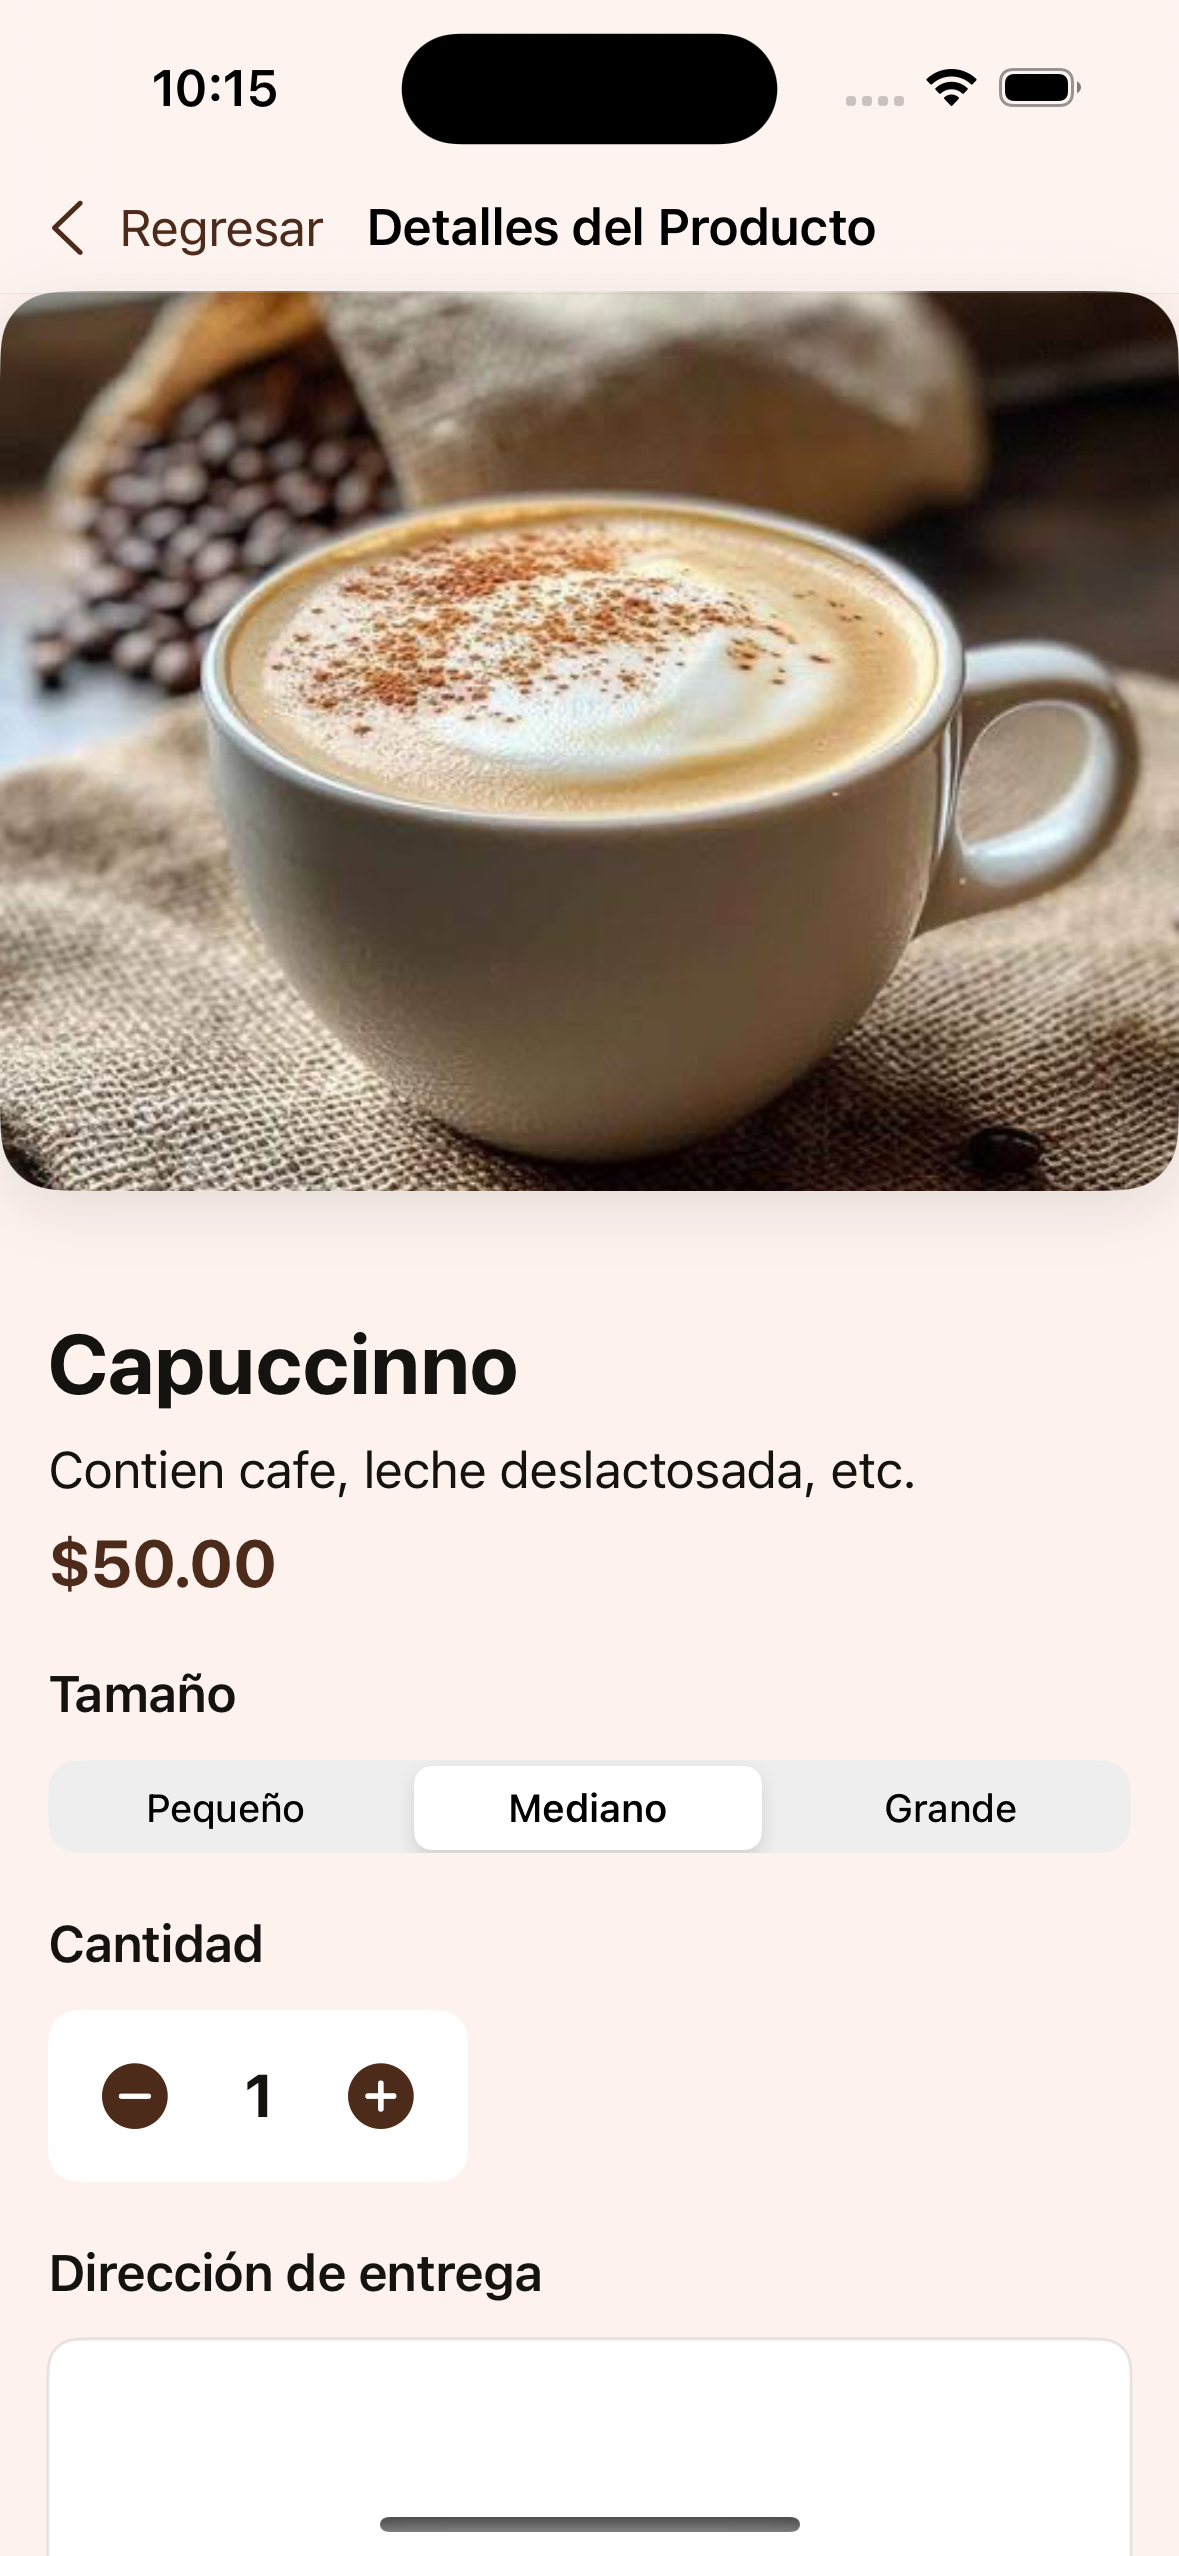 10:15
Regresar Detalles del Producto
Capuccinno
Contien cafe, leche deslactosada, etc.
$50.00
Tamaño
Pequeño Mediano Grande
Cantidad
1
Dirección de entrega